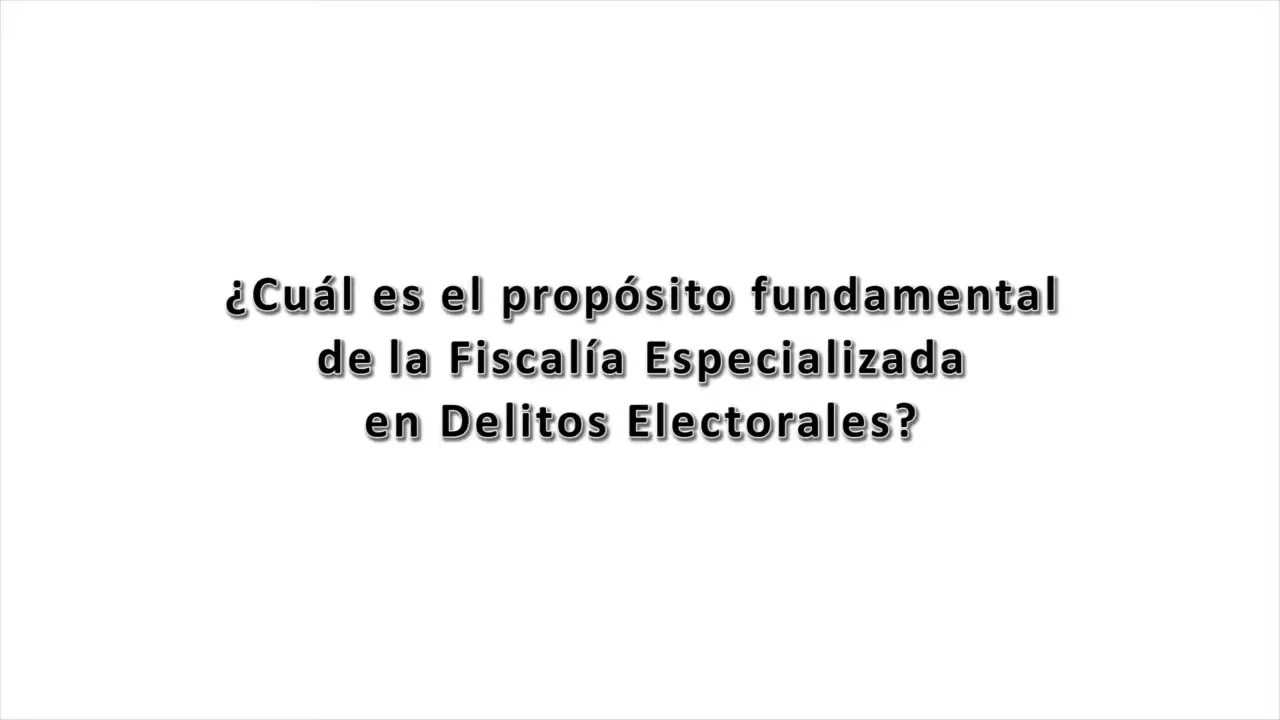 ¿Cuál es el propósito fundamental
de la Fiscalía Especializada
en Delitos Electorales?